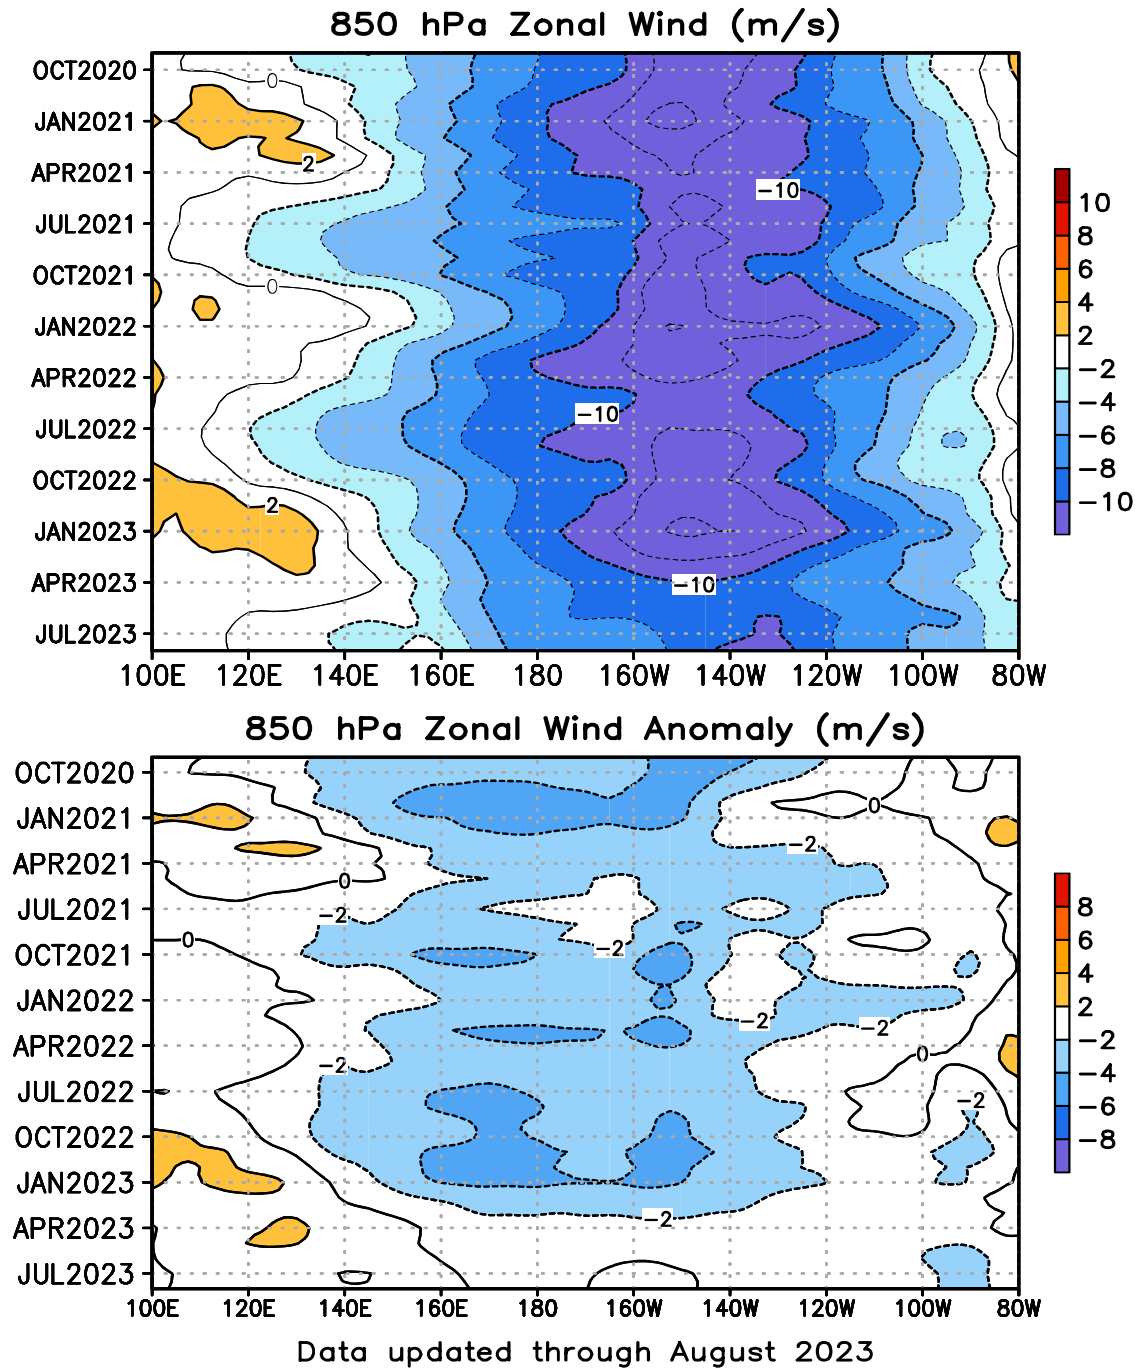 850 hPa Zonal Wind (m/s)
OCT2020
JAN2021
APR2021
JUL2021
OCT2021
JAN2022
APR2022
JUL2022
OCT2022
JAN2023
APR2023
JUL2023
0
2
-10
0
-10
2
-10
100E 120E 140E 160E 180 160W 140W 120W 100W 80W
10
8
6
4
2
-2
-4
-6
-8
-10
850 hPa Zonal Wind Anomaly (m/s)
OCT2020
JAN2021
APR2021
JUL2021
OCT2021
JAN2022
APR2022
JUL2022
OCT2022
JAN2023
APR2023
JUL2023
0
-2
0
-2
0
-2
-2
-2
0
-2
-2
-2
100E 120E 140E 160E 180 160W 140W 120W 100W 80W
8
6
4
2
-2
-4
-6
-8
Data updated through August 2023